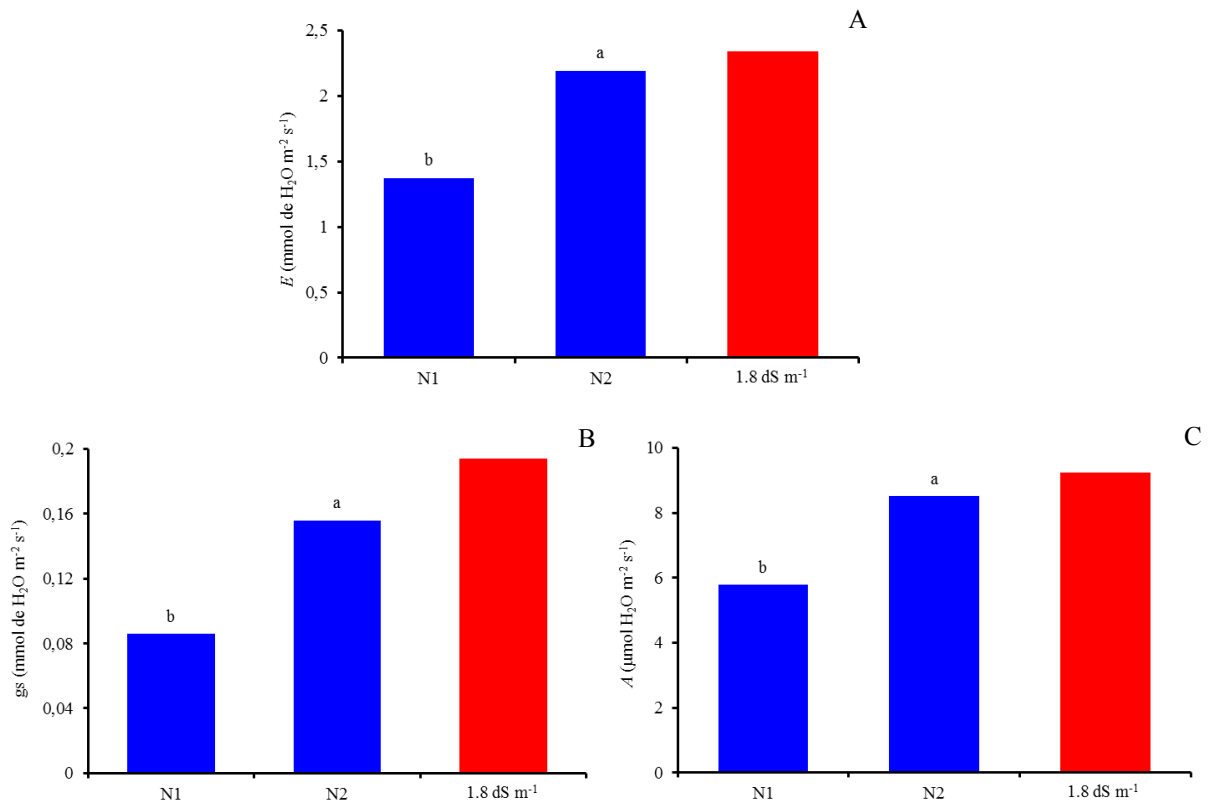 A
E (mmol de H₂O m⁻² s⁻¹)
2,5
2
1,5
1
0,5
0
b
a
N1
N2
1.8 dS m⁻¹
B
gs (mmol de H₂O m⁻² s⁻¹)
0,2
0,16
0,12
0,08
0,04
0
b
a
N1
N2
1.8 dS m⁻¹
C
A (µmol H₂O m⁻² s⁻¹)
10
8
6
4
2
0
b
a
N1
N2
1.8 dS m⁻¹